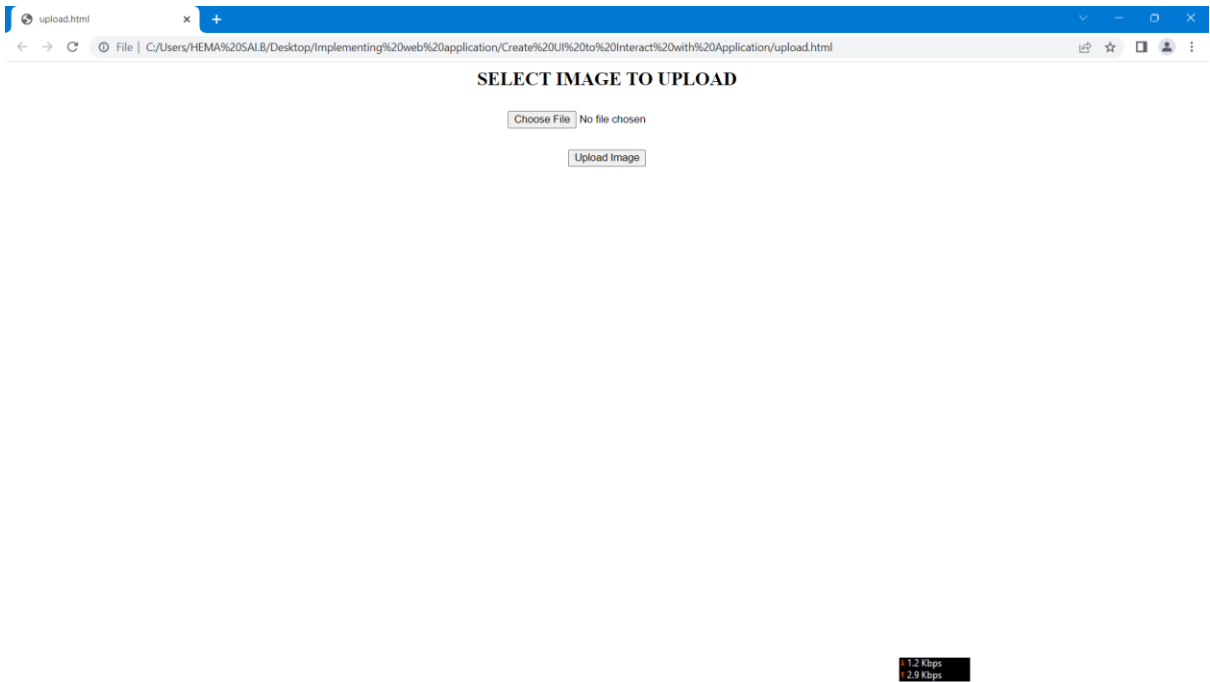 upload.html
File | C:/Users/HEMA%20SAI.B/Desktop/Implementing%20web%20application/Create%20UI%20to%20Interact%20with%20Application/upload.html
SELECT IMAGE TO UPLOAD
Choose File No file chosen
Upload Image
1.2 Kbps
2.9 Kbps